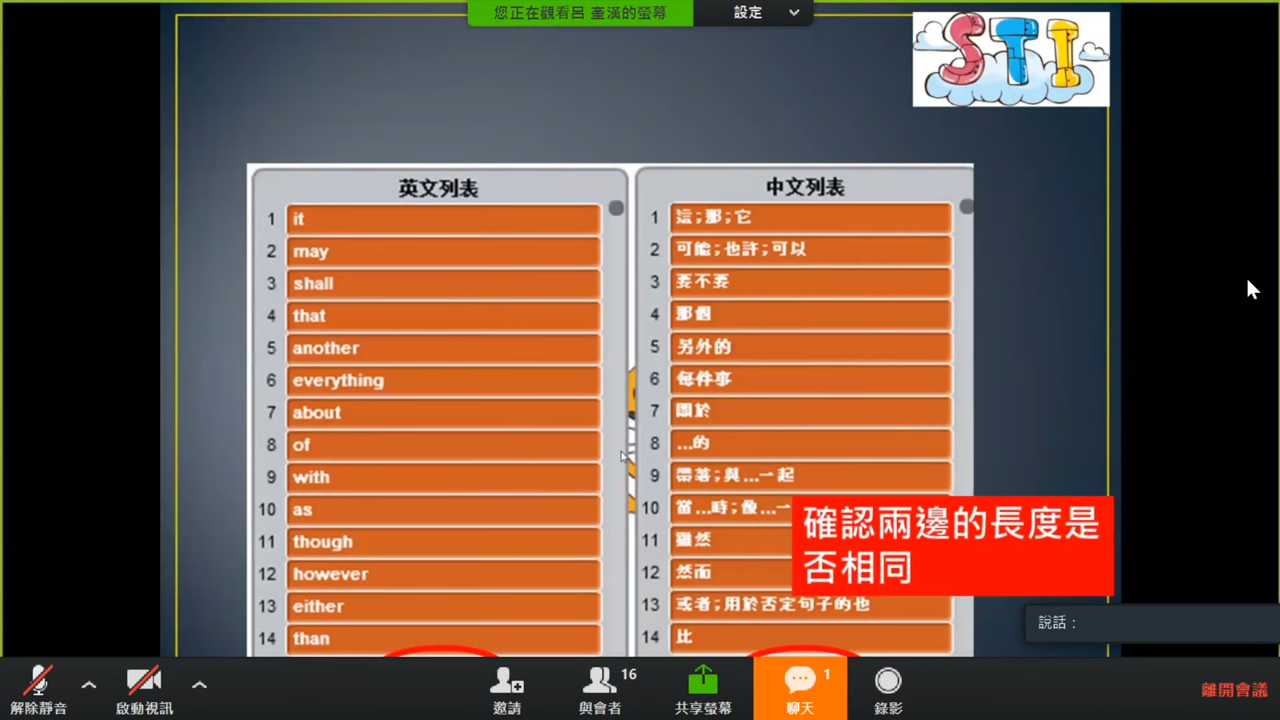 您正在觀看呂 奎漢的螢幕
設定
STI
英文列表
1 it
2 may
3 shall
4 that
5 another
6 everything
7 about
8 of
9 with
10 as
11 though
12 however
13 either
14 than
中文列表
1 這;那;它
2 可能;也許;可以
3 要不要
4 那個
5 另外的
6 每件事
7 關於
8 ...的
9 帶著;與...一起
10 當...時;像...一
11 雖然
12 然而
13 或者;用於否定句子的也
14 比
確認兩邊的長度是
否相同
說話：
解除靜音
啟動視訊
邀請
16
與會者
共享螢幕
1
聊天
錄影
離開會議